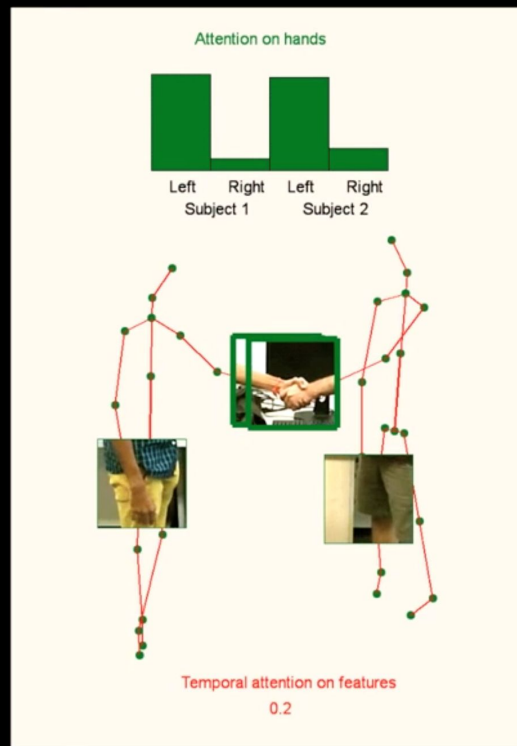 Attention on hands
Left Right Left Right
Subject 1 Subject 2
Temporal attention on features
0.2